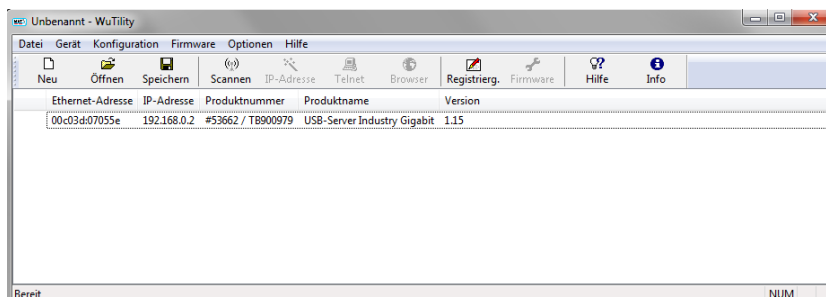 Unbenannt - WuTility
Datei Gerät Konfiguration Firmware Optionen Hilfe
Neu Öffnen Speichern Scannen IP-Adresse Telnet Browser Registrierg. Firmware Hilfe Info
Ethernet-Adresse IP-Adresse Produktnummer Produktname Version
00c03d:07055e 192.168.0.2 #53662 / TB900979 USB-Server Industry Gigabit 1.15
Bereit NUM